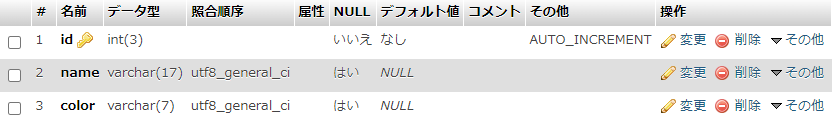 # 名前 データ型 照合順序 属性 NULL デフォルト値 コメント その他 操作
1 id int(3) いいえ なし AUTO_INCREMENT 変更 削除 その他
2 name varchar(17) utf8_general_ci はい NULL 変更 削除 その他
3 color varchar(7) utf8_general_ci はい NULL 変更 削除 その他